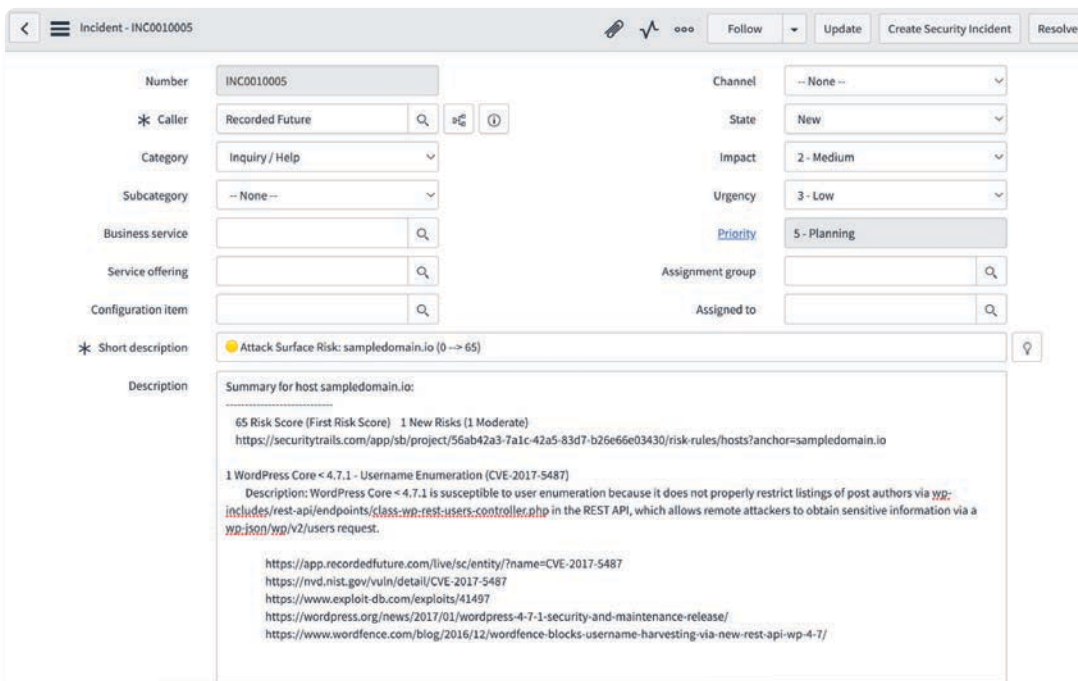 Incident - INC0010005
Follow
Update
Create Security Incident
Resolve
Number INC0010005
Channel -- None --
✱ Caller Recorded Future
State New
Category Inquiry / Help
Impact 2 - Medium
Subcategory -- None --
Urgency 3 - Low
Business service
Priority 5 - Planning
Service offering
Assignment group
Configuration item
Assigned to
✱ Short description Attack Surface Risk: sampledomain.io (0 --> 65)
Description
Summary for host sampledomain.io:
----------------------------
65 Risk Score (First Risk Score) 1 New Risks (1 Moderate)
https://securitytrails.com/app/sb/project/56ab42a3-7a1c-42a5-83d7-b26e66e03430/risk-rules/hosts?anchor=sampledomain.io
1 WordPress Core < 4.7.1 - Username Enumeration (CVE-2017-5487)
Description: WordPress Core < 4.7.1 is susceptible to user enumeration because it does not properly restrict listings of post authors via wp-
includes/rest-api/endpoints/class-wp-rest-users-controller.php in the REST API, which allows remote attackers to obtain sensitive information via a
wp-json/wp/v2/users request.
https://app.recordedfuture.com/live/sc/entity/?name=CVE-2017-5487
https://nvd.nist.gov/vuln/detail/CVE-2017-5487
https://www.exploit-db.com/exploits/41497
https://wordpress.org/news/2017/01/wordpress-4-7-1-security-and-maintenance-release/
https://www.wordfence.com/blog/2016/12/wordfence-blocks-username-harvesting-via-new-rest-api-wp-4-7/